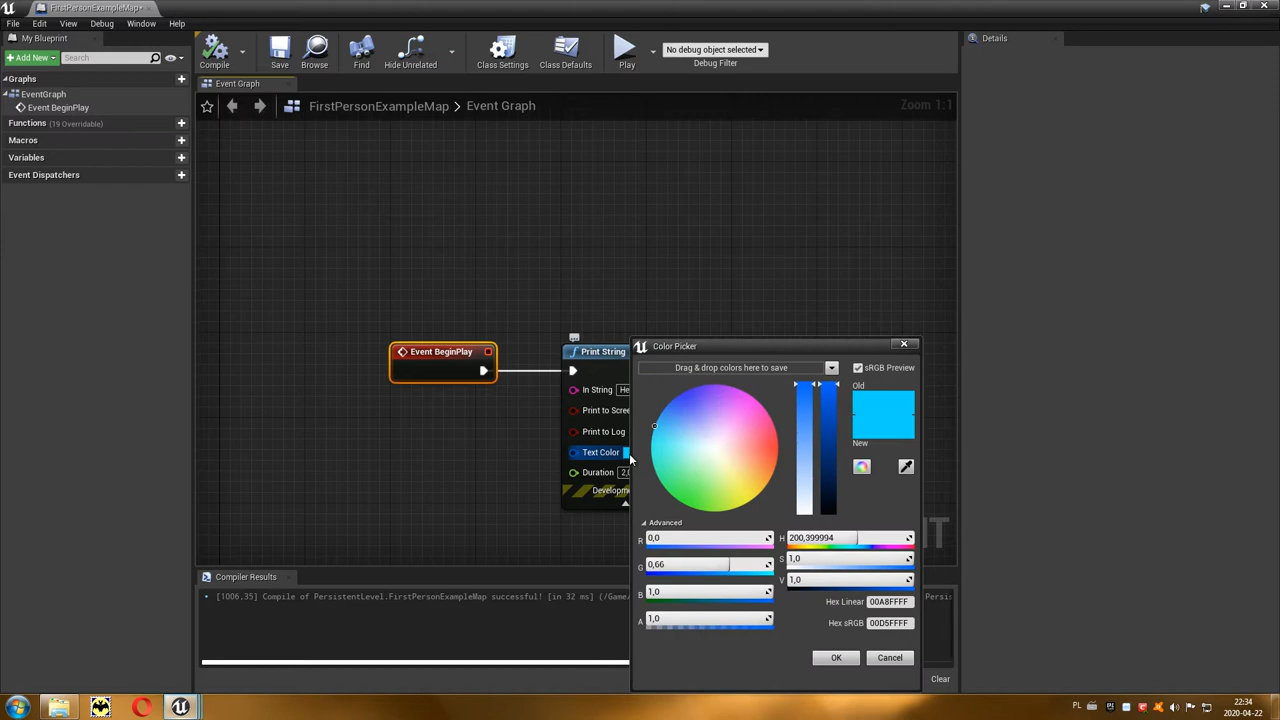 FirstPersonExampleMap*
File Edit View Debug Window Help
My Blueprint
Details
Add New
Search
Compile
Save
Browse
Find
Hide Unrelated
Class Settings
Class Defaults
Play
No debug object selected
Debug Filter
Graphs
EventGraph
Event BeginPlay
Functions (19 Overridable)
Macros
Variables
Event Dispatchers
Event Graph
FirstPersonExampleMap > Event Graph
Zoom 1:1
Event BeginPlay
Print String
In String
He
Print to Scree
Print to Log
Text Color
Duration
2,0
Developme
Color Picker
Drag & drop colors here to save
sRGB Preview
Old
New
Advanced
R 0,0
G 0,66
B 1,0
A 1,0
H 200,399994
S 1,0
V 1,0
Hex Linear 00A8FFFF
Hex sRGB 00D5FFFF
OK
Cancel
Compiler Results
[1006,35] Compile of PersistentLevel.FirstPersonExampleMap successful! [in 32 ms] (/Game/
Persis
Clear
PL
22:34
2020-04-22